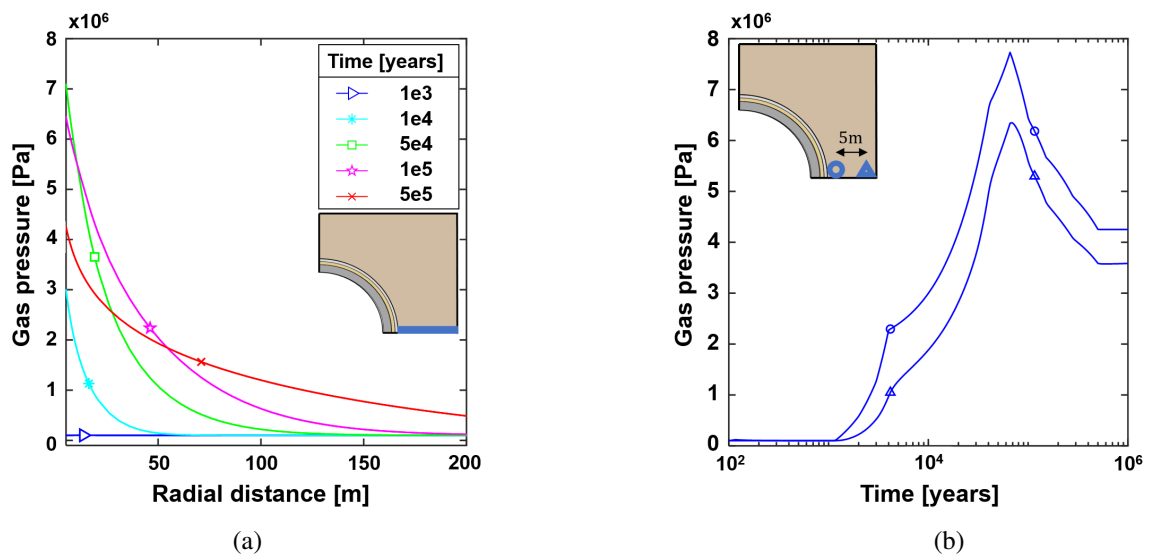 x10⁶
8
7
6
5
4
3
2
1
0
Gas pressure [Pa]
50
100
150
200
Radial distance [m]
Time [years]
1e3
1e4
5e4
1e5
5e5
(a)
x10⁶
8
7
6
5
4
3
2
1
0
Gas pressure [Pa]
5m
10²
10⁴
10⁶
Time [years]
(b)